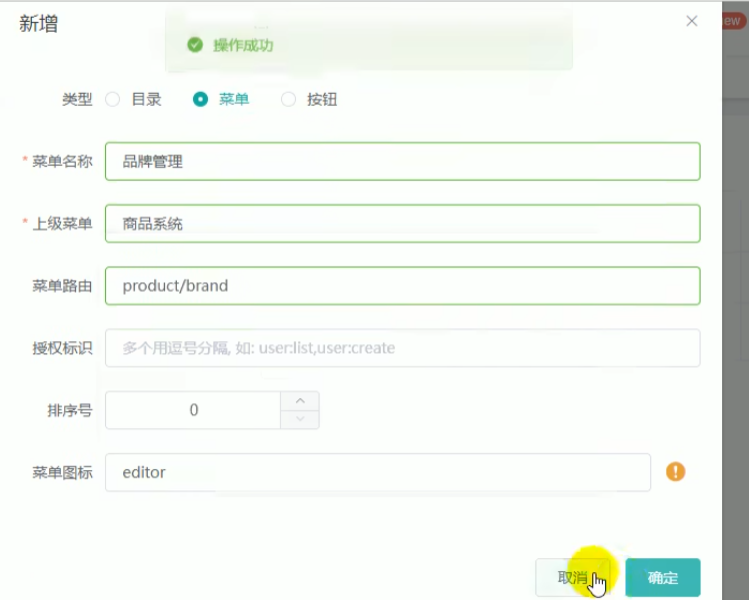 新增
操作成功
ew
类型 目录 菜单 按钮
* 菜单名称 品牌管理
* 上级菜单 商品系统
菜单路由 product/brand
授权标识 多个用逗号分隔, 如: user:list,user:create
排序号 0
菜单图标 editor
取消 确定